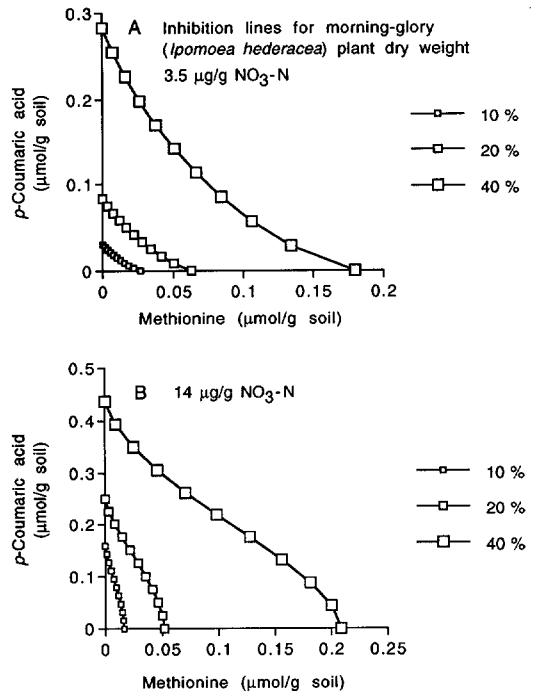 A Inhibition lines for morning-glory
(Ipomoea hederacea) plant dry weight
3.5 µg/g NO3-N
0.3
0.2
0.1
0
p-Coumaric acid
(µmol/g soil)
10 %
20 %
40 %
0 0.05 0.1 0.15 0.2
Methionine (µmol/g soil)
B 14 µg/g NO3-N
0.5
0.4
0.3
0.2
0.1
0
p-Coumaric acid
(µmol/g soil)
10 %
20 %
40 %
0 0.05 0.1 0.15 0.2 0.25
Methionine (µmol/g soil)